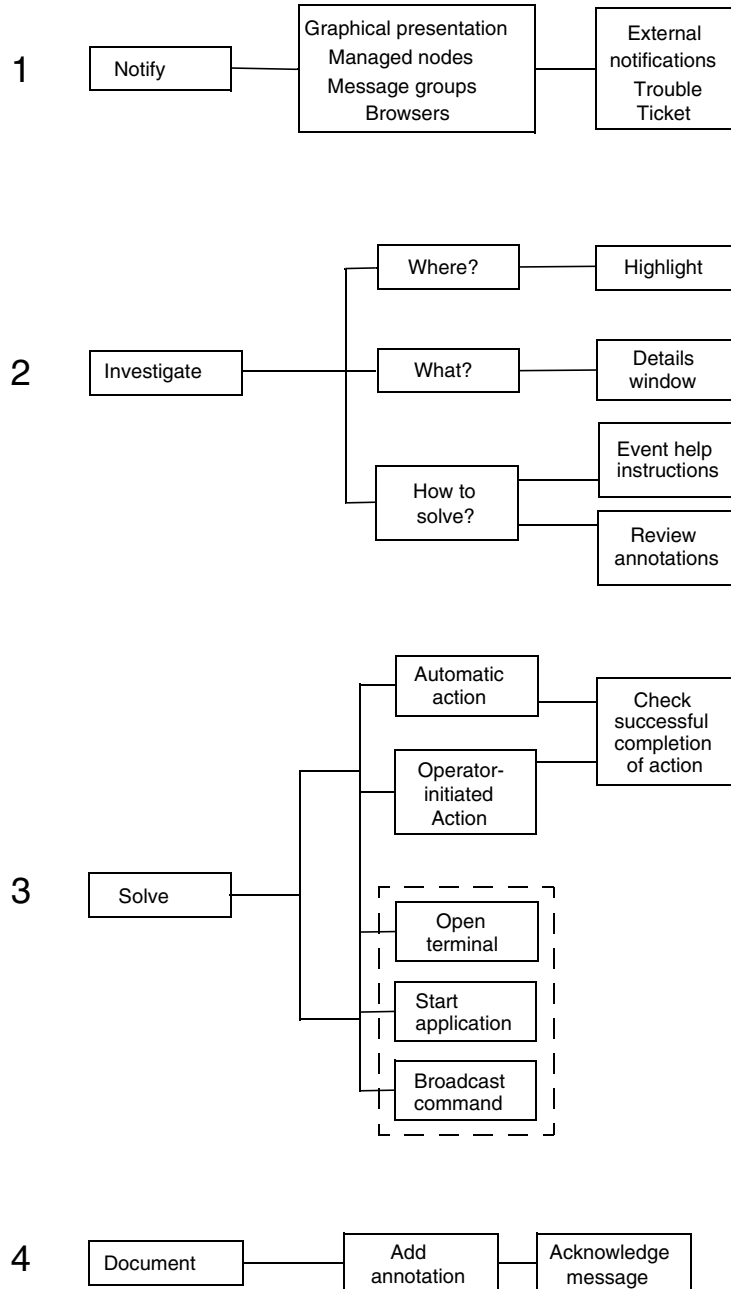 1
Notify
Graphical presentation
Managed nodes
Message groups
Browsers
External
notifications
Trouble
Ticket
2
Investigate
Where?
Highlight
What?
Details
window
How to
solve?
Event help
instructions
Review
annotations
3
Solve
Automatic
action
Check
successful
completion
of action
Operator-
initiated
Action
Open
terminal
Start
application
Broadcast
command
4
Document
Add
annotation
Acknowledge
message